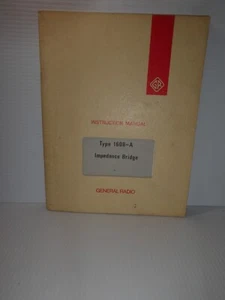 INSTRUCTION MANUAL
Type 1608-A
Impedance Bridge
GENERAL RADIO